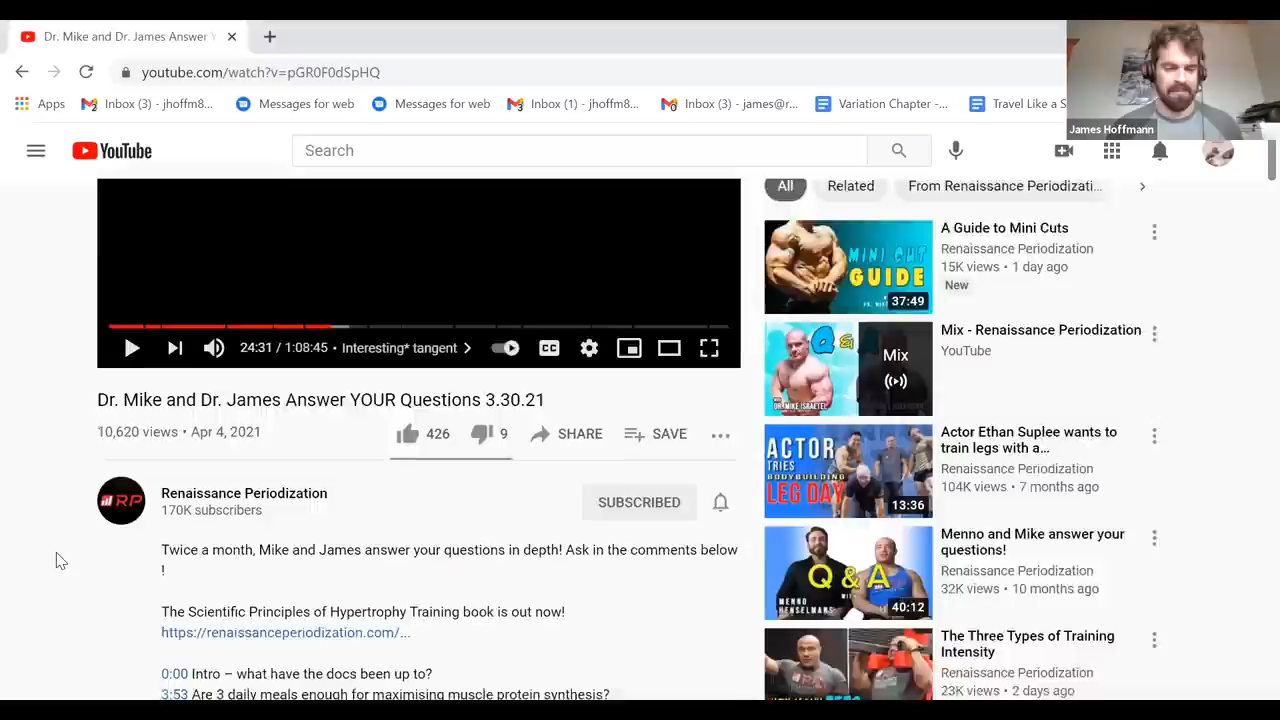 Dr. Mike and Dr. James Answer Y
youtube.com/watch?v=pGR0F0dSpHQ
Apps
Inbox (3) - jhoffm8...
Messages for web
Messages for web
Inbox (1) - jhoffm8...
Inbox (3) - james@r...
Variation Chapter -...
Travel Like a S
James Hoffmann
YouTube
Search
All
Related
From Renaissance Periodizati...
24:31 / 1:08:45 • Interesting* tangent
CC
Dr. Mike and Dr. James Answer YOUR Questions 3.30.21
10,620 views • Apr 4, 2021
426
9
SHARE
SAVE
RP
Renaissance Periodization
170K subscribers
SUBSCRIBED
Twice a month, Mike and James answer your questions in depth! Ask in the comments below
!
The Scientific Principles of Hypertrophy Training book is out now!
https://renaissanceperiodization.com/...
0:00 Intro – what have the docs been up to?
3:53 Are 3 daily meals enough for maximising muscle protein synthesis?
MINI CUT
GUIDE
37:49
A Guide to Mini Cuts
Renaissance Periodization
15K views • 1 day ago
New
Q &
Mix
Mix - Renaissance Periodization
YouTube
ACTOR
TRIES
BODYBUILDING
LEG DAY
13:36
Actor Ethan Suplee wants to
train legs with a...
Renaissance Periodization
104K views • 7 months ago
Q & A
MENNO
HENSELMANS
40:12
Menno and Mike answer your
questions!
Renaissance Periodization
32K views • 10 months ago
The Three Types of Training
Intensity
Renaissance Periodization
23K views • 2 days ago